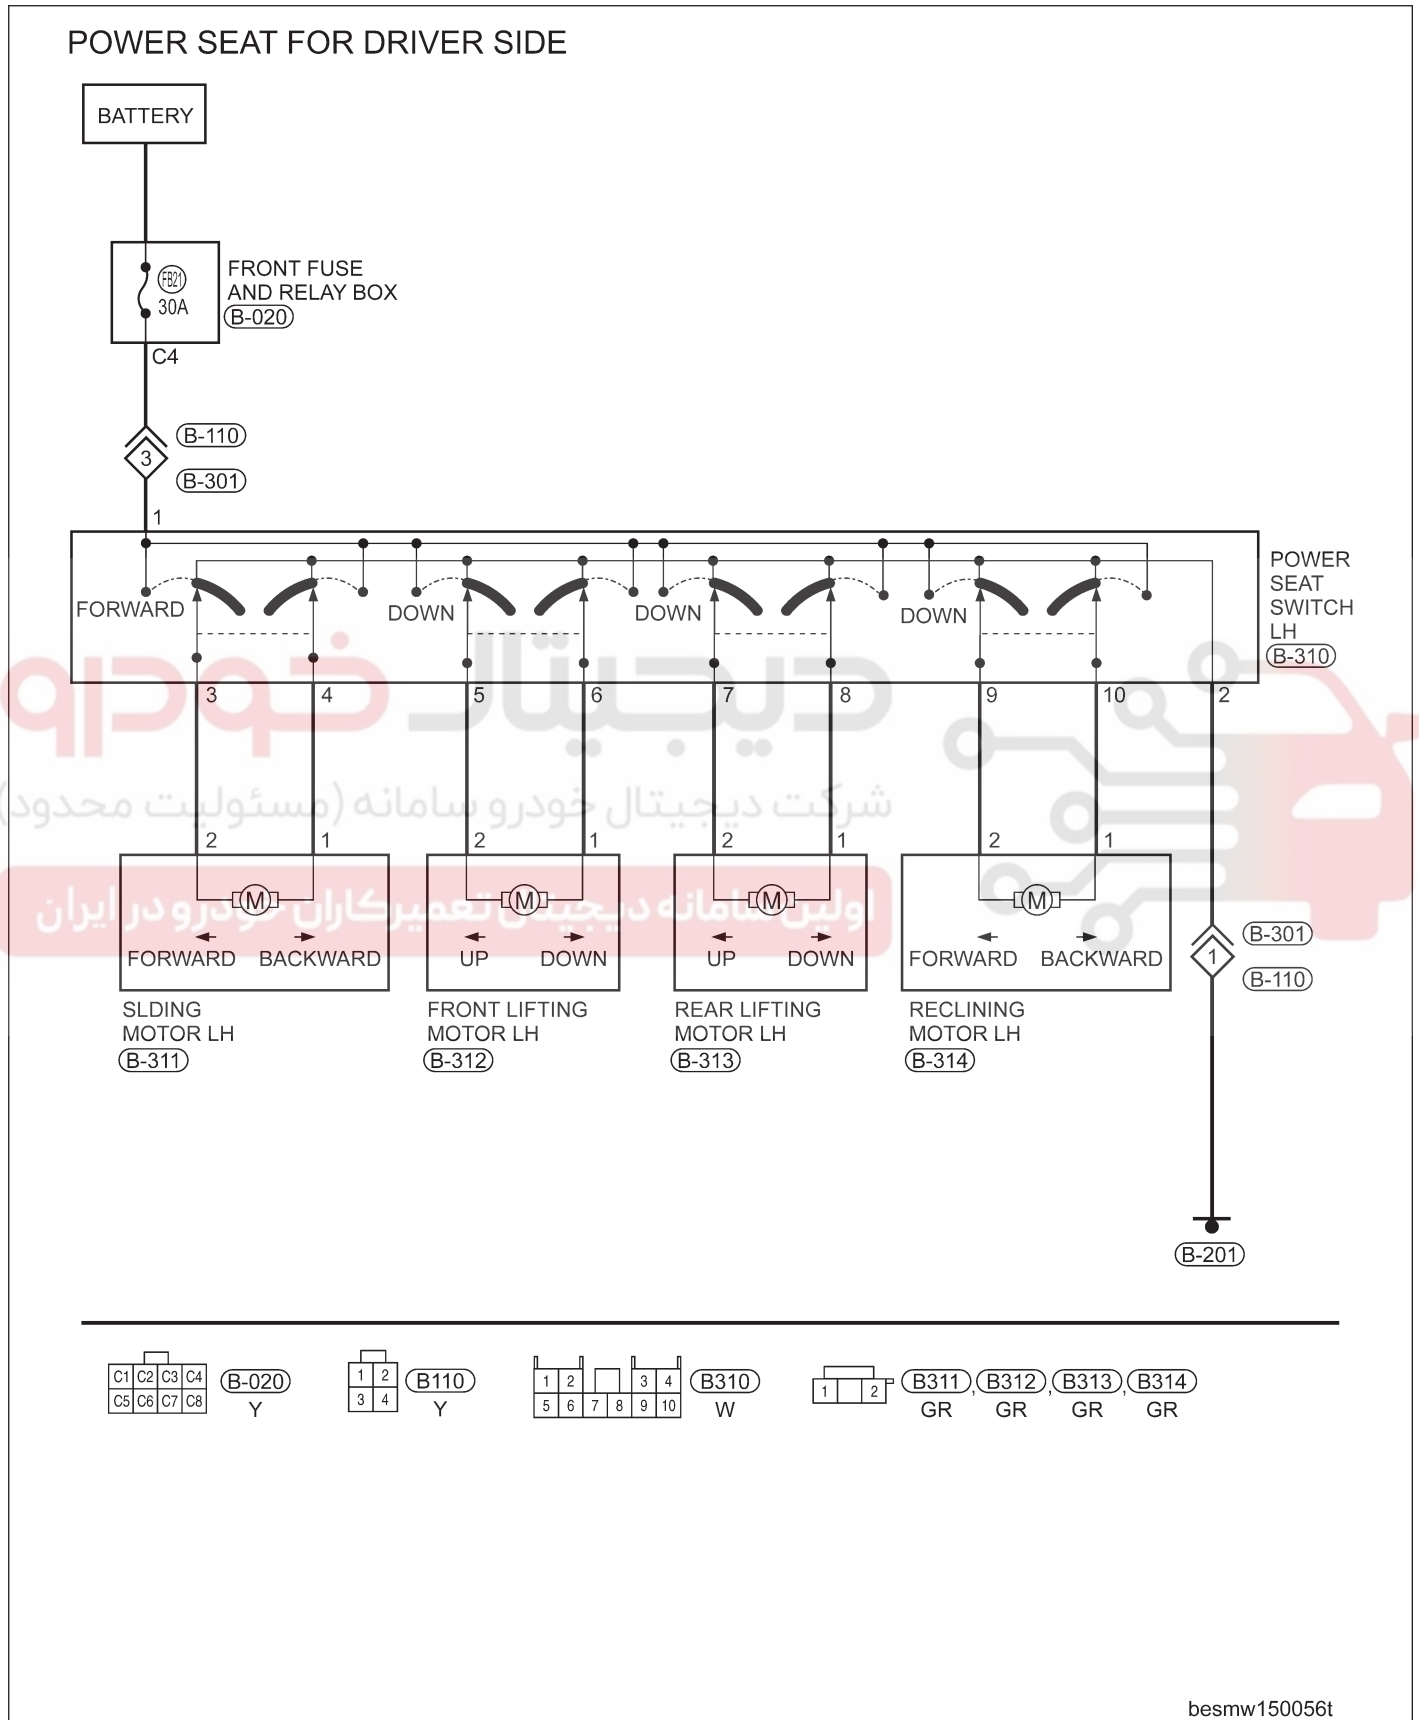 POWER SEAT FOR DRIVER SIDE
BATTERY
FB21
30A
FRONT FUSE
AND RELAY BOX
B-020
C4
B-110
3
B-301
1
FORWARD
DOWN
DOWN
DOWN
POWER
SEAT
SWITCH
LH
B-310
3 4 5 6 7 8 9 10 2
دیجیتال خودرو
شرکت دیجیتال خودرو سامانه (مسئولیت محدود)
2 1 2 1 2 1 2 1
اولین سامانه دیجیتال تعمیرکاران خودرو در ایران
M M M M
FORWARD BACKWARD UP DOWN UP DOWN FORWARD BACKWARD
B-301
1
B-110
SLDING
MOTOR LH
B-311
FRONT LIFTING
MOTOR LH
B-312
REAR LIFTING
MOTOR LH
B-313
RECLINING
MOTOR LH
B-314
B-201
C1 C2 C3 C4
C5 C6 C7 C8
B-020
Y
1 2
3 4
B110
Y
1 2 3 4
5 6 7 8 9 10
B310
W
1 2
B311, B312, B313, B314
GR GR GR GR
besmw150056t